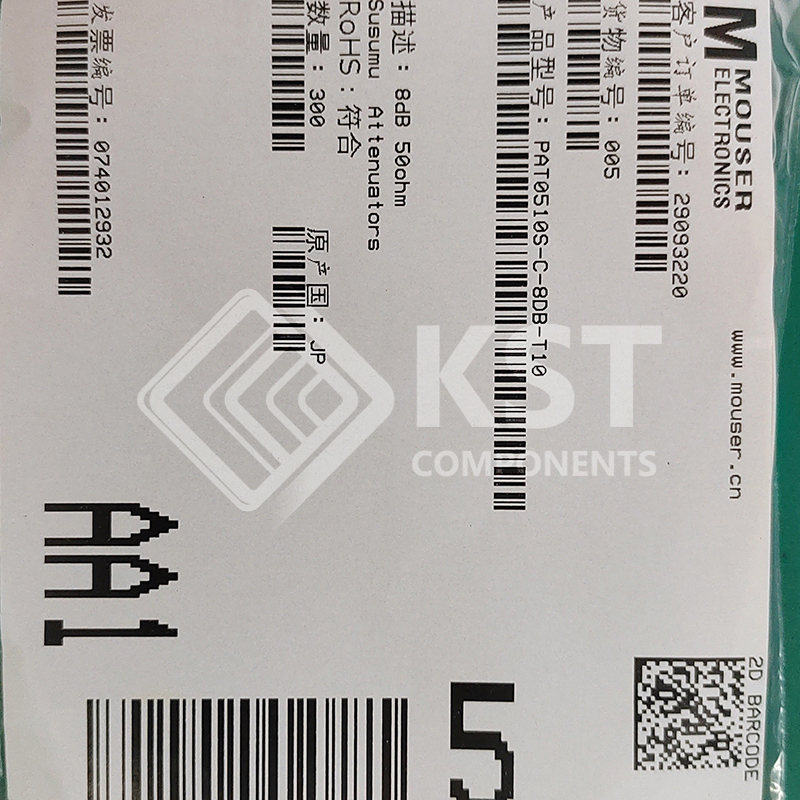 MOUSER
ELECTRONICS
www.mouser.cn
客户订单编号: 29093220
货物编号: 005
产品型号: PAT0510S-C-8DB-T10
描述: 8dB 50ohm
Susumu Attenuators
RoHS: 符合
数量: 300
原产国: JP
发票编号: 074012932
AA1
5
2D BARCODE
KST
COMPONENTS